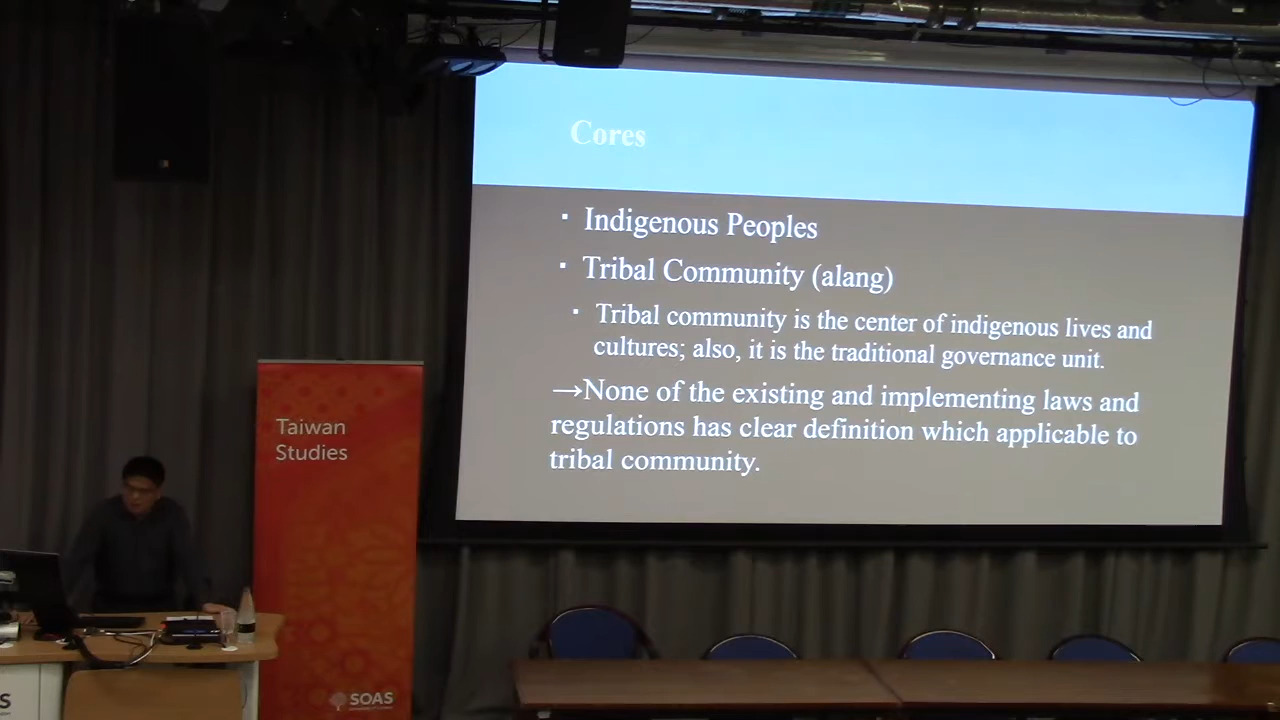 Cores
▪ Indigenous Peoples
▪ Tribal Community (alang)
▪ Tribal community is the center of indigenous lives and
cultures; also, it is the traditional governance unit.
→None of the existing and implementing laws and
regulations has clear definition which applicable to
tribal community.
Taiwan
Studies
SOAS
S